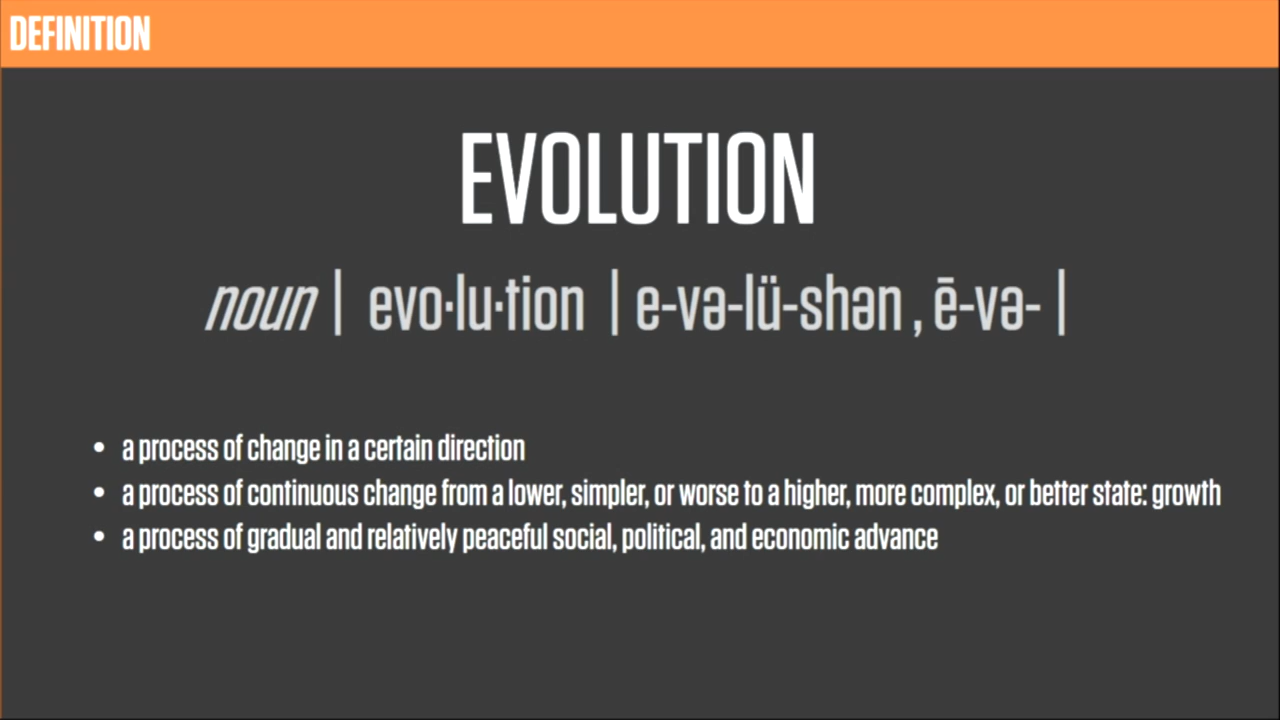 DEFINITION
EVOLUTION
noun | evo·lu·tion | e-və-lü-shən , ē-və- |
• a process of change in a certain direction
• a process of continuous change from a lower, simpler, or worse to a higher, more complex, or better state: growth
• a process of gradual and relatively peaceful social, political, and economic advance